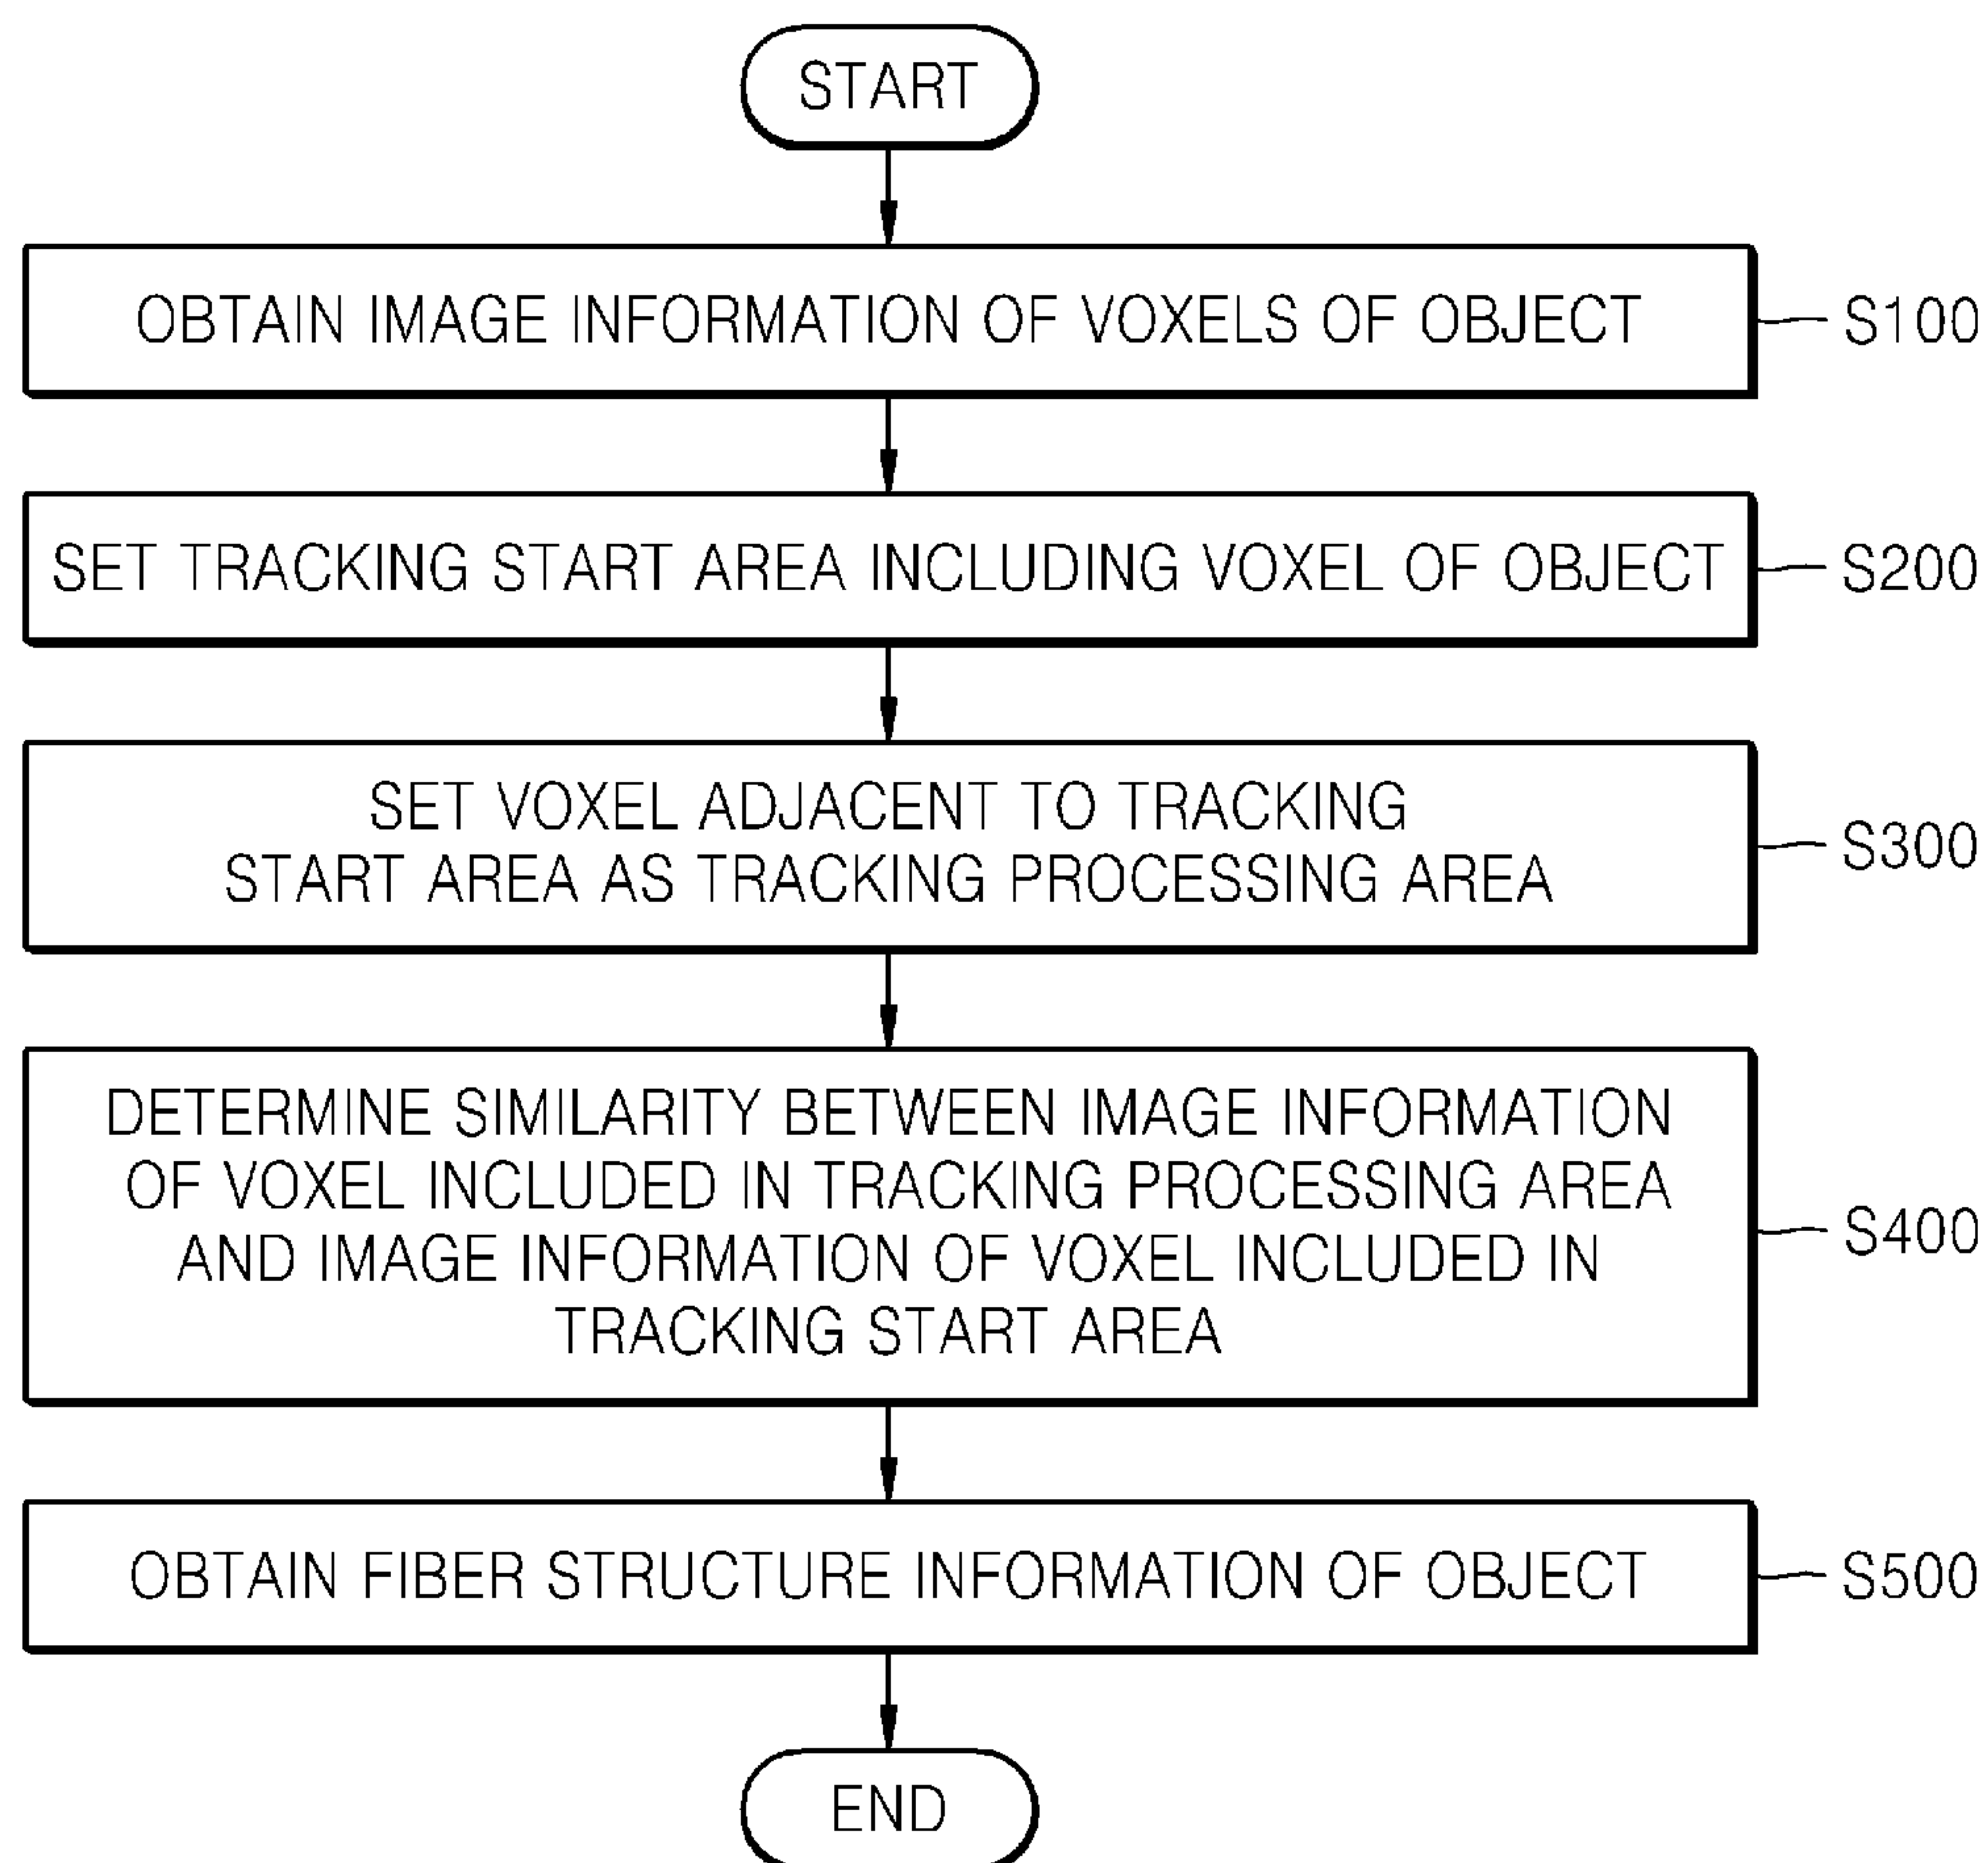 START
OBTAIN IMAGE INFORMATION OF VOXELS OF OBJECT
S100
SET TRACKING START AREA INCLUDING VOXEL OF OBJECT
S200
SET VOXEL ADJACENT TO TRACKING
START AREA AS TRACKING PROCESSING AREA
S300
DETERMINE SIMILARITY BETWEEN IMAGE INFORMATION
OF VOXEL INCLUDED IN TRACKING PROCESSING AREA
AND IMAGE INFORMATION OF VOXEL INCLUDED IN
TRACKING START AREA
S400
OBTAIN FIBER STRUCTURE INFORMATION OF OBJECT
S500
END